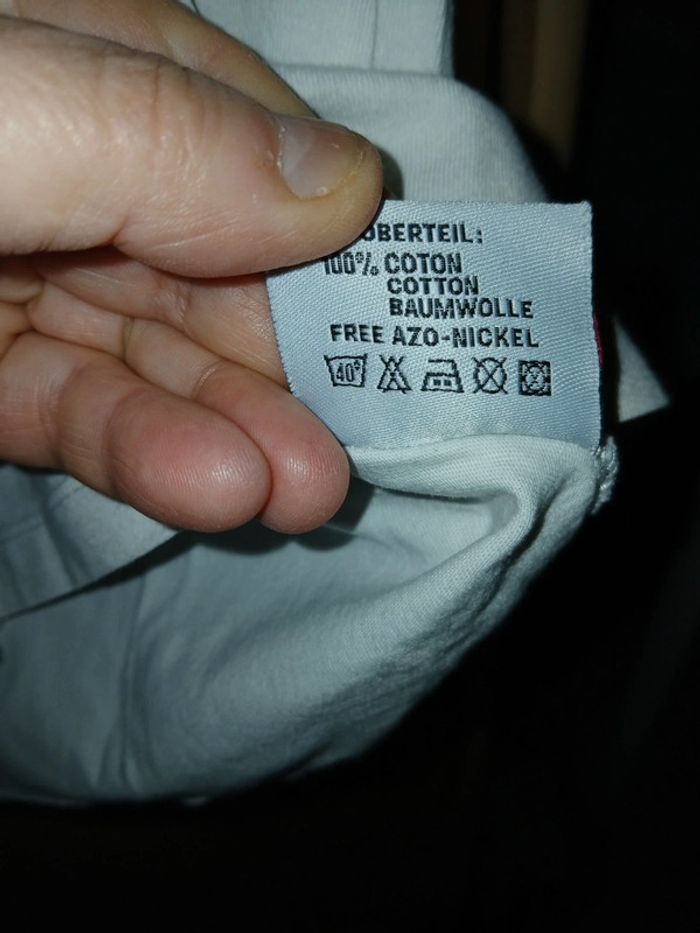 OBERTEIL:
100% COTON
COTTON
BAUMWOLLE
FREE AZO-NICKEL
40°